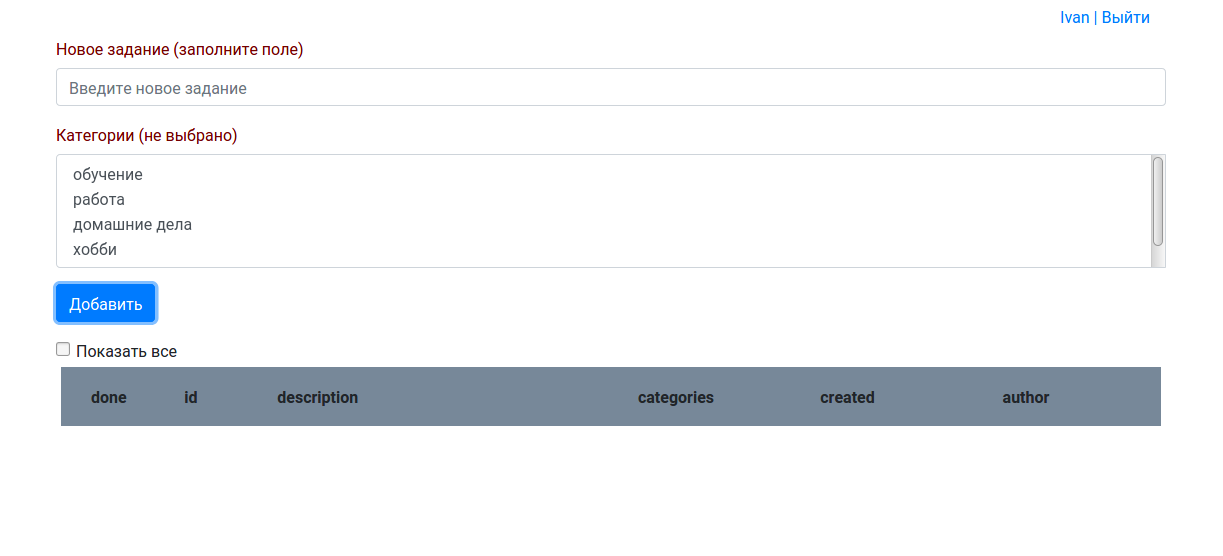 Ivan | Выйти
Новое задание (заполните поле)
Введите новое задание
Категории (не выбрано)
обучение
работа
домашние дела
хобби
Добавить
Показать все
done id description categories created author